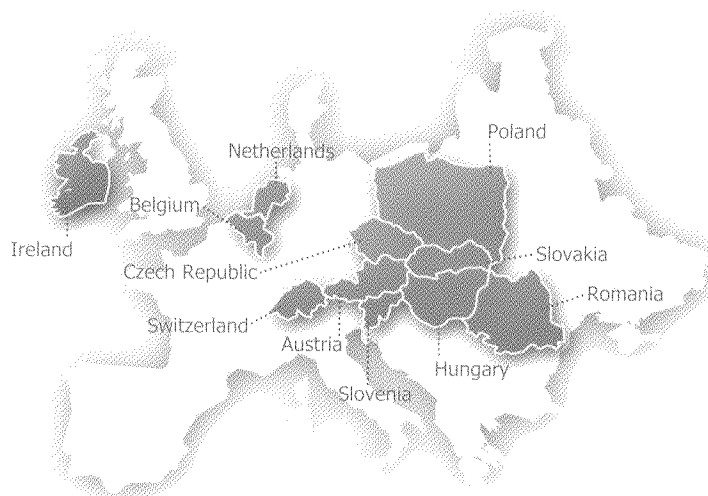 Poland
Netherlands
Belgium
Ireland
Slovakia
Czech Republic
Romania
Switzerland
Austria
Hungary
Slovenia